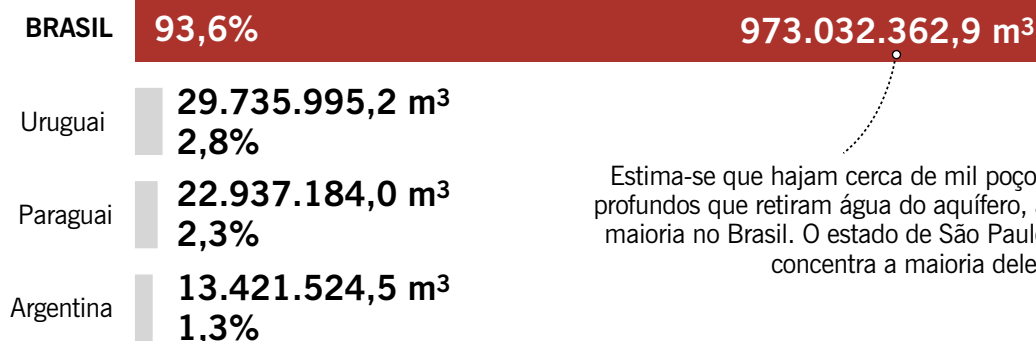 BRASIL 93,6% 973.032.362,9 m³
Uruguai
29.735.995,2 m³
2,8%
Paraguai
22.937.184,0 m³
2,3%
Argentina
13.421.524,5 m³
1,3%
Estima-se que hajam cerca de mil poço
profundos que retiram água do aquífero,
maioria no Brasil. O estado de São Paul
concentra a maioria dele